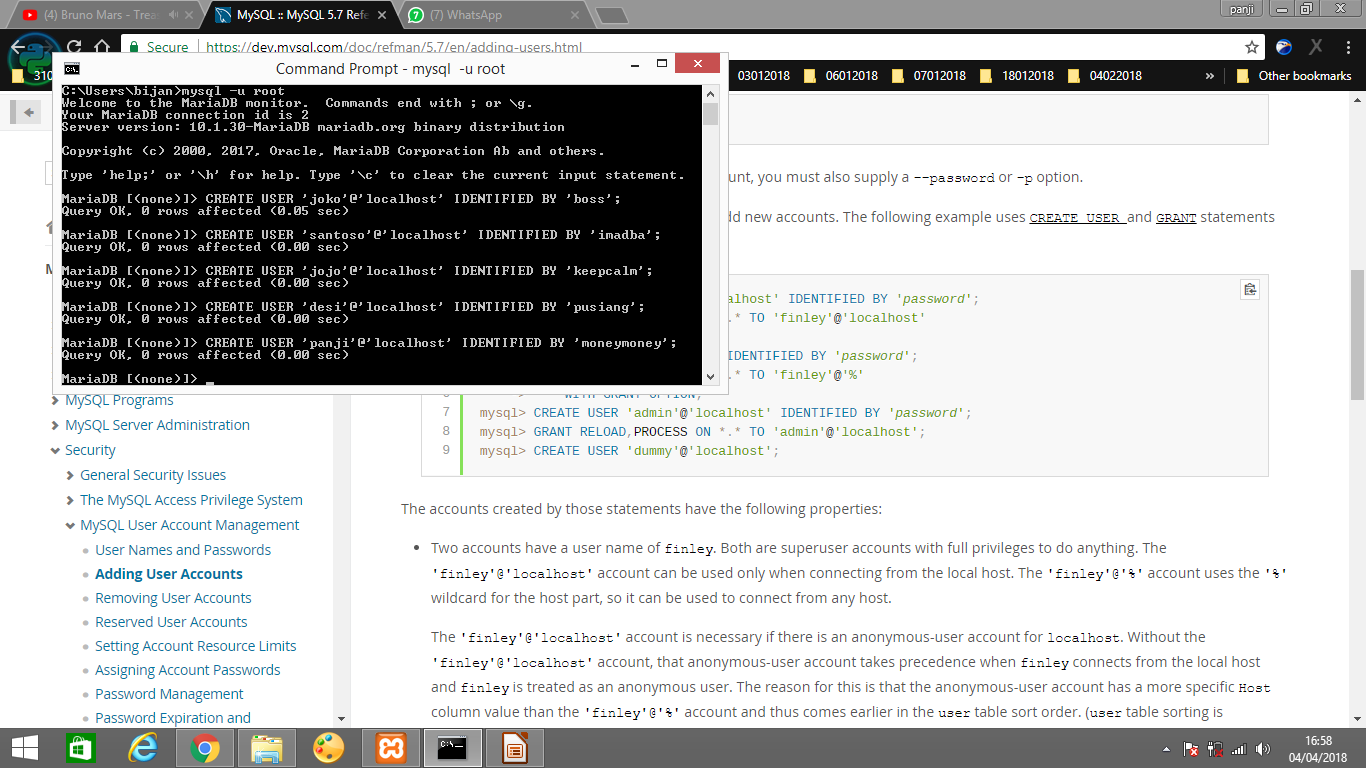 (4) Bruno Mars - Trea
MySQL :: MySQL 5.7 Refe
(7) WhatsApp
panji
Secure
https://dev.mysql.com/doc/refman/5.7/en/adding-users.html
310
03012018
06012018
07012018
18012018
04022018
»
Other bookmarks
Command Prompt - mysql -u root
C:\Users\bijan>mysql -u root
Welcome to the MariaDB monitor. Commands end with ; or \g.
Your MariaDB connection id is 2
Server version: 10.1.30-MariaDB mariadb.org binary distribution
Copyright (c) 2000, 2017, Oracle, MariaDB Corporation Ab and others.
Type 'help;' or '\h' for help. Type '\c' to clear the current input statement.
MariaDB [(none)]> CREATE USER 'joko'@'localhost' IDENTIFIED BY 'boss';
Query OK, 0 rows affected (0.05 sec)
MariaDB [(none)]> CREATE USER 'santoso'@'localhost' IDENTIFIED BY 'imadba';
Query OK, 0 rows affected (0.00 sec)
MariaDB [(none)]> CREATE USER 'jojo'@'localhost' IDENTIFIED BY 'keepcalm';
Query OK, 0 rows affected (0.00 sec)
MariaDB [(none)]> CREATE USER 'desi'@'localhost' IDENTIFIED BY 'pusiang';
Query OK, 0 rows affected (0.00 sec)
MariaDB [(none)]> CREATE USER 'panji'@'localhost' IDENTIFIED BY 'moneymoney';
Query OK, 0 rows affected (0.00 sec)
MariaDB [(none)]> _
unt, you must also supply a --password or -p option.
dd new accounts. The following example uses CREATE USER and GRANT statements
alhost' IDENTIFIED BY 'password';
.* TO 'finley'@'localhost'
IDENTIFIED BY 'password';
.* TO 'finley'@'%'
WITH GRANT OPTION;
7 mysql> CREATE USER 'admin'@'localhost' IDENTIFIED BY 'password';
8 mysql> GRANT RELOAD,PROCESS ON *.* TO 'admin'@'localhost';
9 mysql> CREATE USER 'dummy'@'localhost';
MySQL Programs
MySQL Server Administration
Security
General Security Issues
The MySQL Access Privilege System
MySQL User Account Management
User Names and Passwords
Adding User Accounts
Removing User Accounts
Reserved User Accounts
Setting Account Resource Limits
Assigning Account Passwords
Password Management
Password Expiration and
The accounts created by those statements have the following properties:
• Two accounts have a user name of finley. Both are superuser accounts with full privileges to do anything. The
'finley'@'localhost' account can be used only when connecting from the local host. The 'finley'@'%' account uses the '%'
wildcard for the host part, so it can be used to connect from any host.
The 'finley'@'localhost' account is necessary if there is an anonymous-user account for localhost. Without the
'finley'@'localhost' account, that anonymous-user account takes precedence when finley connects from the local host
and finley is treated as an anonymous user. The reason for this is that the anonymous-user account has a more specific Host
column value than the 'finley'@'%' account and thus comes earlier in the user table sort order. (user table sorting is
16:58
04/04/2018